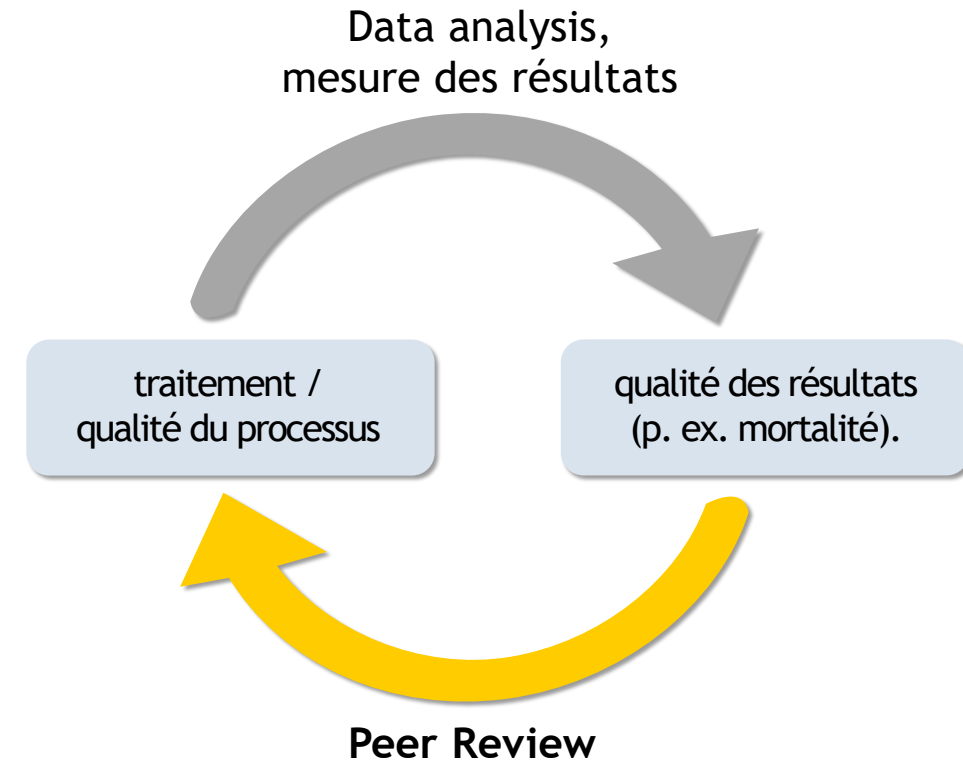 Data analysis,
mesure des résultats
traitement /
qualité du processus
qualité des résultats
(p. ex. mortalité).
Peer Review